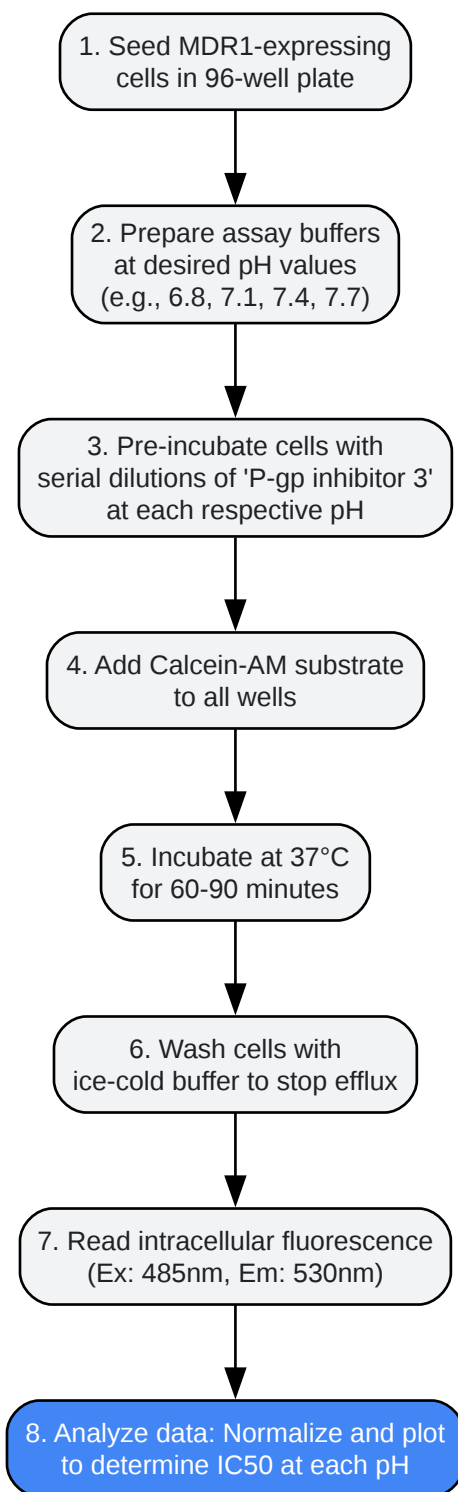 1. Seed MDR1-expressing
cells in 96-well plate
2. Prepare assay buffers
at desired pH values
(e.g., 6.8, 7.1, 7.4, 7.7)
3. Pre-incubate cells with
serial dilutions of 'P-gp inhibitor 3'
at each respective pH
4. Add Calcein-AM substrate
to all wells
5. Incubate at 37°C
for 60-90 minutes
6. Wash cells with
ice-cold buffer to stop efflux
7. Read intracellular fluorescence
(Ex: 485nm, Em: 530nm)
8. Analyze data: Normalize and plot
to determine IC50 at each pH